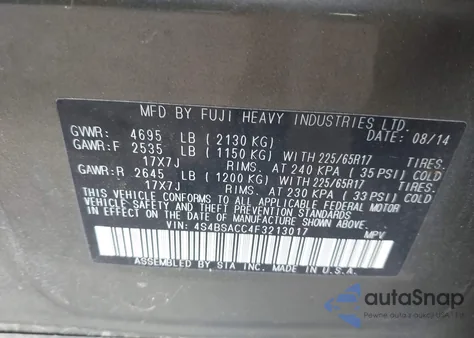 MFD BY FUJI HEAVY INDUSTRIES LTD.
DATE: 08/14
GVWR: 4695 LB (2130 KG)
GAWR:F 2535 LB (1150 KG) WITH 225/65R17 TIRES.
17X7J RIMS. AT 240 KPA (35 PSI) COLD
GAWR:R 2645 LB (1200 KG) WITH 225/65R17 TIRES.
17X7J RIMS. AT 230 KPA (33 PSI) COLD
THIS VEHICLE CONFORMS TO ALL APPLICABLE FEDERAL MOTOR
VEHICLE SAFETY AND BUMPER STANDARDS IN EFFECT ON THE
DATE OF MANUFACTURE SHOWN ABOVE.
VIN: 4S4BSACC4F3213017 MPV
ASSEMBLED BY SIA INC. MADE IN U.S.A.
autoSnap
Pewne auto z USA